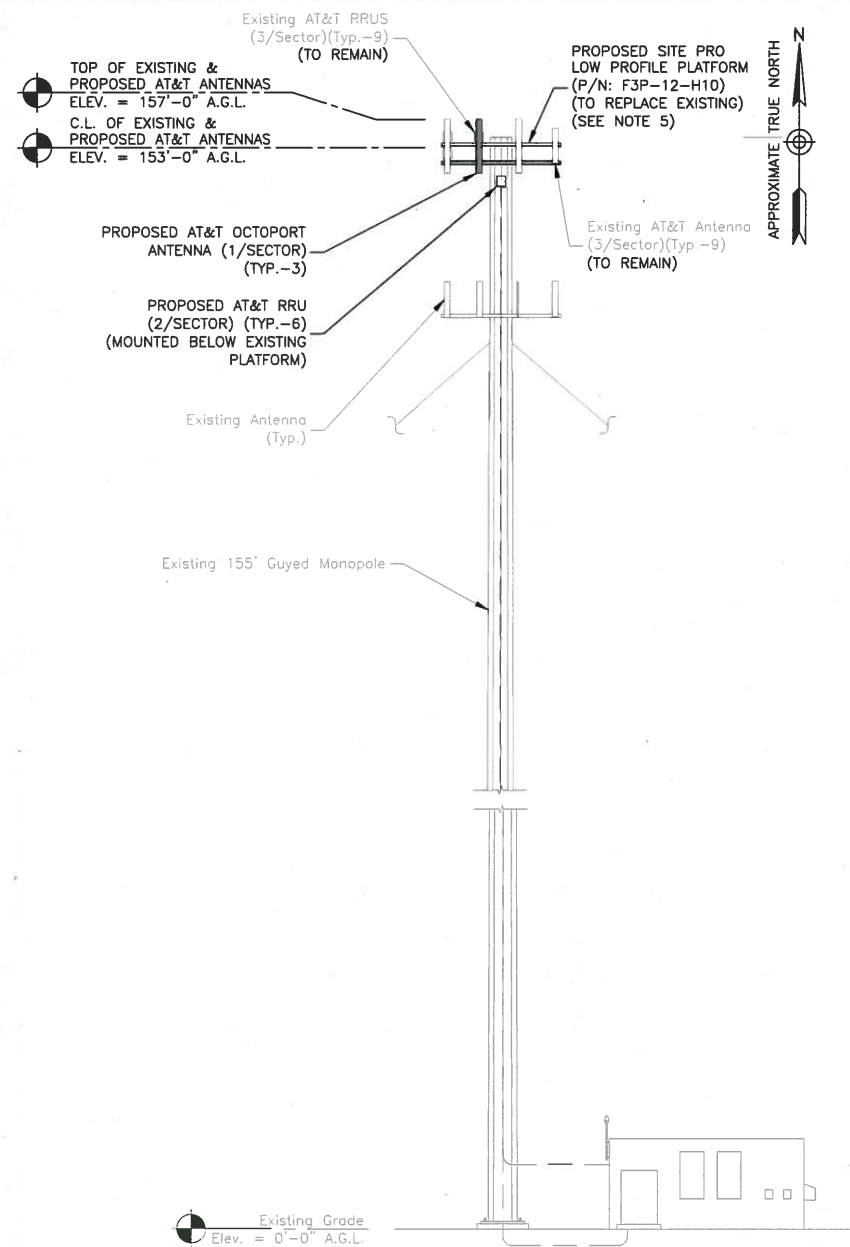 Existing AT&T RRUS
(3/Sector)(Typ.-9)
(TO REMAIN)
TOP OF EXISTING &
PROPOSED AT&T ANTENNAS
ELEV. = 157'-0" A.G.L.
C.L. OF EXISTING &
PROPOSED AT&T ANTENNAS
ELEV. = 153'-0" A.G.L.
PROPOSED SITE PRO
LOW PROFILE PLATFORM
(P/N: F3P-12-H10)
(TO REPLACE EXISTING)
(SEE NOTE 5)
N
APPROXIMATE TRUE NORTH
PROPOSED AT&T OCTOPORT
ANTENNA (1/SECTOR)
(TYP.-3)
Existing AT&T Antenna
(3/Sector)(Typ.-9)
(TO REMAIN)
PROPOSED AT&T RRU
(2/SECTOR) (TYP.-6)
(MOUNTED BELOW EXISTING
PLATFORM)
Existing Antenna
(Typ.)
Existing 155' Guyed Monopole
Existing Grade
Elev. = 0'-0" A.G.L.